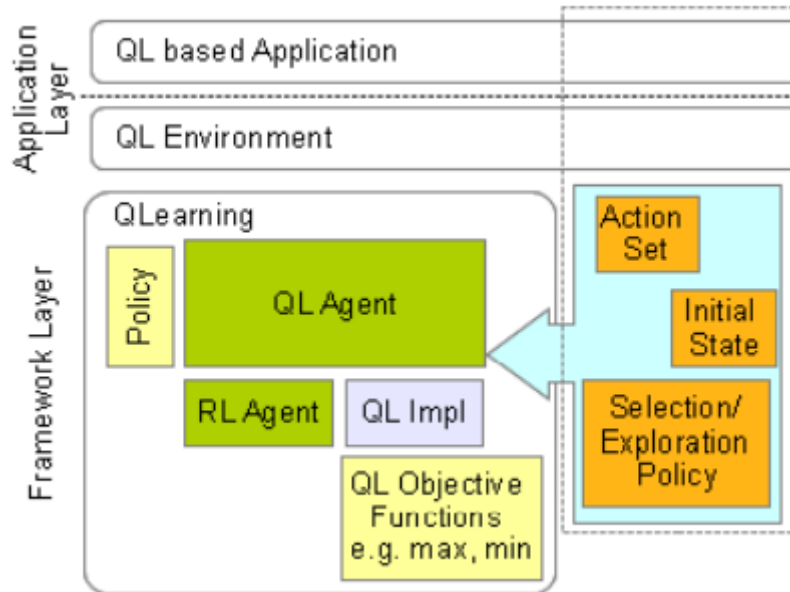 Application
Layer
QL based Application
QL Environment
Framework Layer
QLearning
Policy
QL Agent
RL Agent
QL Impl
QL Objective
Functions
e.g. max, min
Action
Set
Initial
State
Selection/
Exploration
Policy